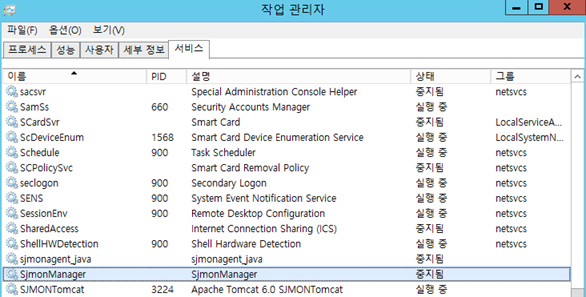 작업 관리자
파일(F) 옵션(O) 보기(V)
프로세스 성능 사용자 세부 정보 서비스
이름 PID 설명 상태 그룹
sacsvr Special Administration Console Helper 중지됨 netsvcs
SamSs 660 Security Accounts Manager 실행 중
SCardSvr Smart Card 중지됨 LocalServiceA...
ScDeviceEnum 1568 Smart Card Device Enumeration Service 실행 중 LocalSystemN...
Schedule 900 Task Scheduler 실행 중 netsvcs
SCPolicySvc Smart Card Removal Policy 중지됨 netsvcs
seclogon 900 Secondary Logon 실행 중 netsvcs
SENS 900 System Event Notification Service 실행 중 netsvcs
SessionEnv 900 Remote Desktop Configuration 실행 중 netsvcs
SharedAccess Internet Connection Sharing (ICS) 중지됨 netsvcs
ShellHWDetection 900 Shell Hardware Detection 실행 중 netsvcs
sjmonagent_java sjmonagent_java 중지됨
SjmonManager SjmonManager 중지됨
SJMONTomcat 3224 Apache Tomcat 6.0 SJMONTomcat 실행 중